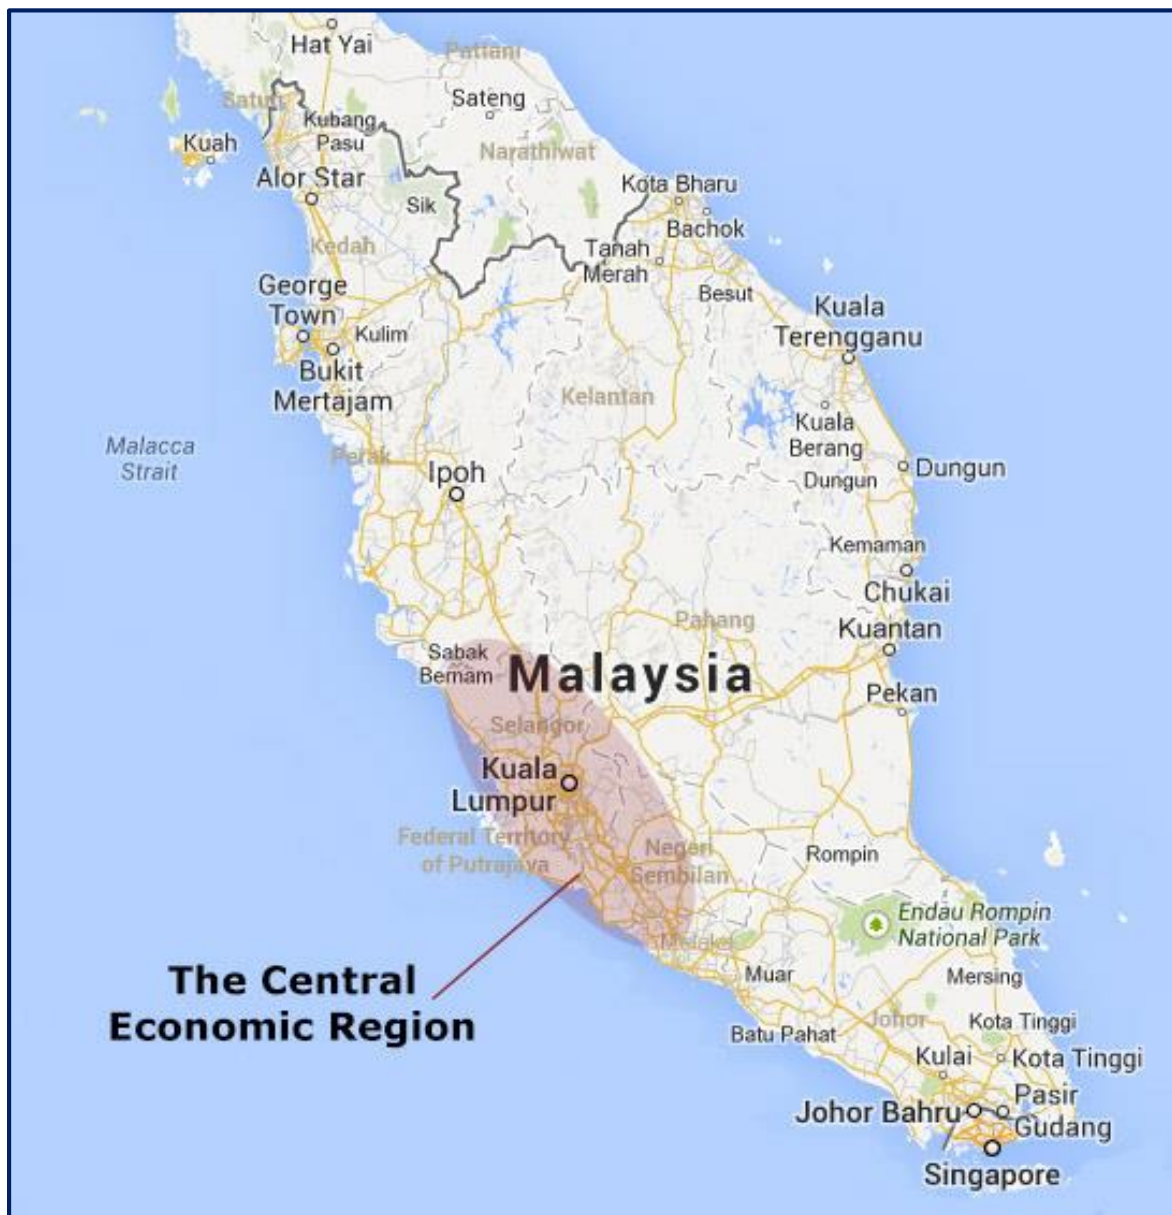 Hat Yai
Pattani
Satun
Sateng
Kubang
Pasu
Narathiwat
Kuah
Alor Star
Sik
Kota Bharu
Bachok
Kedah
Tanah
Merah
George
Town
Besut
Kuala
Terengganu
Kulim
Bukit
Mertajam
Kelantan
Kuala
Berang
Malacca
Strait
Perak
Ipoh
Dungun
Dungun
Kemaman
Chukai
Pahang
Kuantan
Sabak
Bernam
Malaysia
Pekan
Selangor
Kuala
Lumpur
Federal Territory
of Putrajaya
Negeri
Sembilan
Rompin
Endau Rompin
National Park
Melaka
The Central
Economic Region
Muar
Mersing
Batu Pahat
Johor
Kota Tinggi
Kulai
Kota Tinggi
Johor Bahru
Pasir
Gudang
Singapore